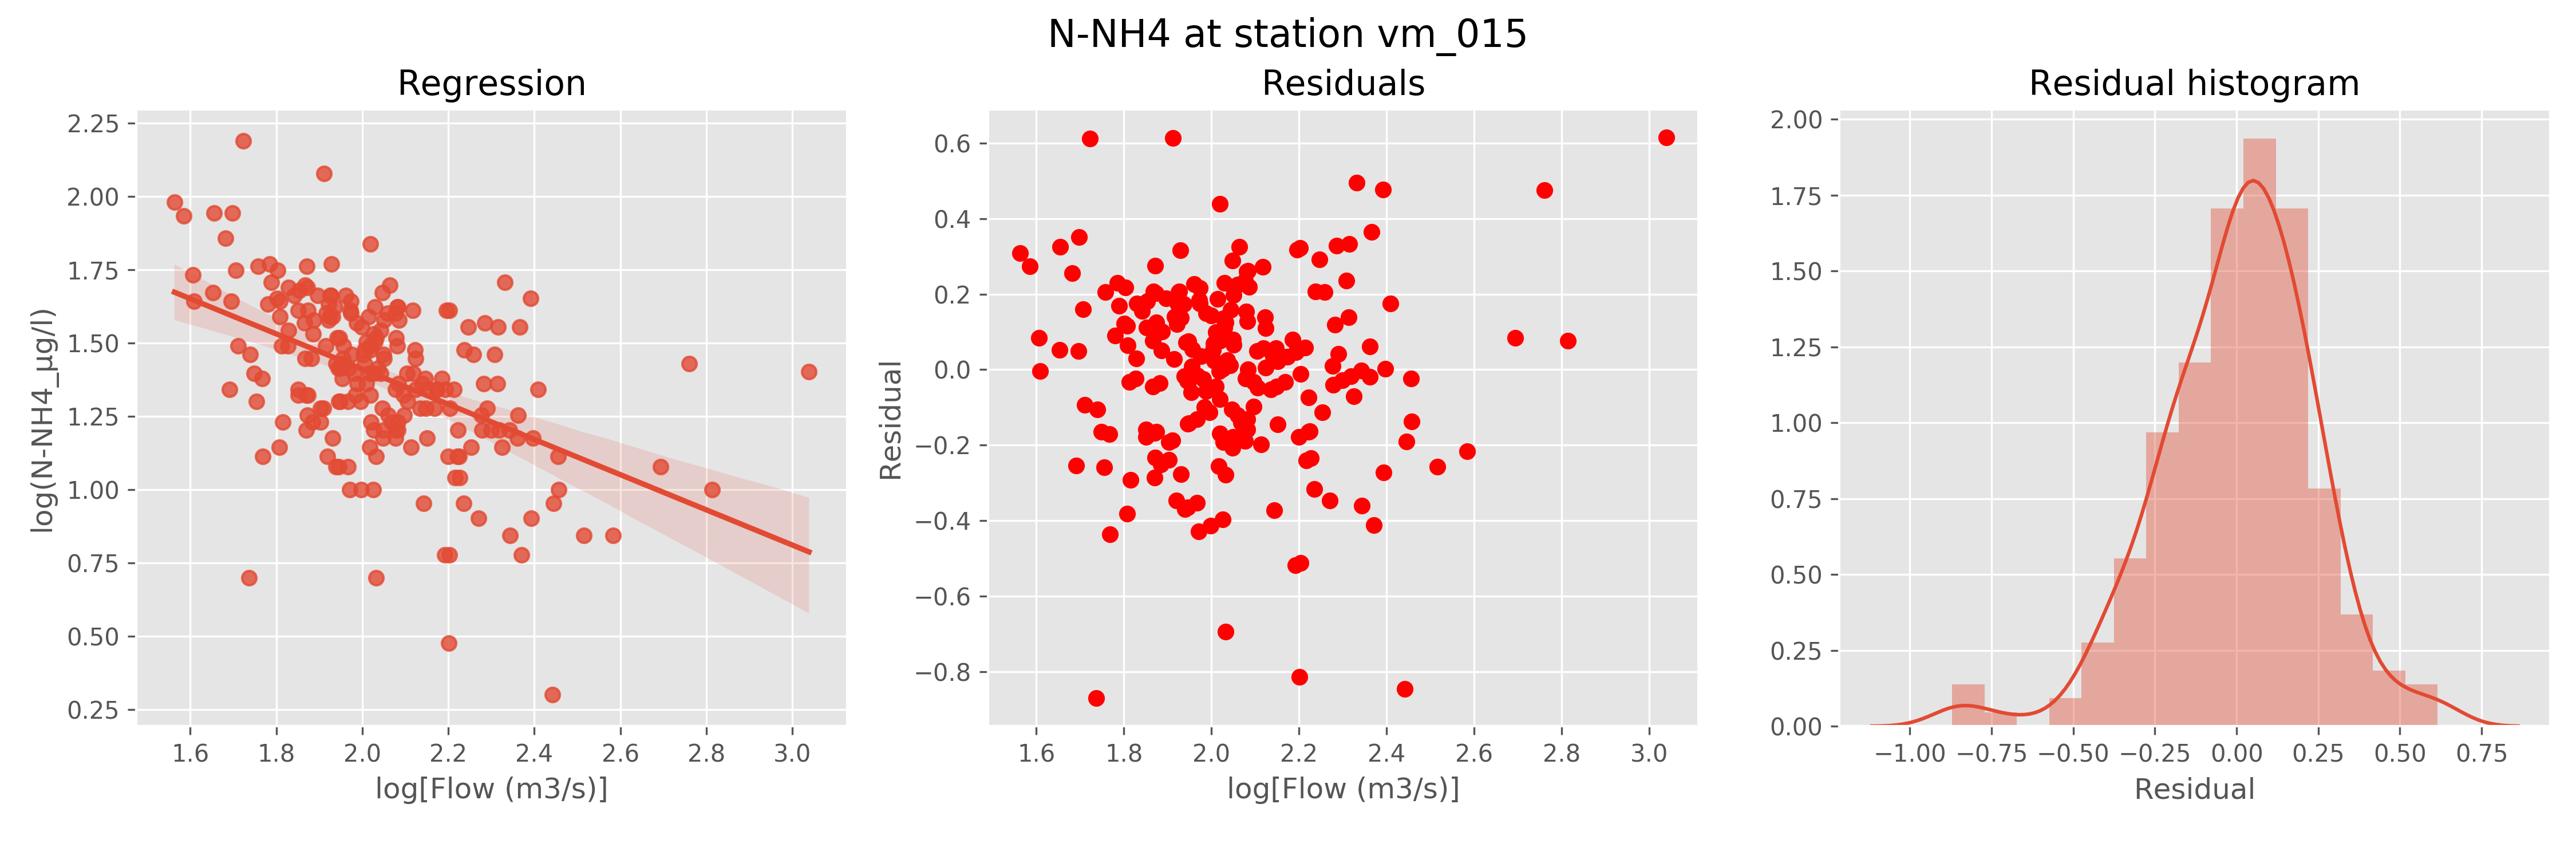 N-NH4 at station vm_015
Regression
2.25
2.00
1.75
1.50
1.25
1.00
0.75
0.50
0.25
log(N-NH4_µg/l)
1.6 1.8 2.0 2.2 2.4 2.6 2.8 3.0
log[Flow (m3/s)]
Residuals
0.6
0.4
0.2
0.0
−0.2
−0.4
−0.6
−0.8
Residual
1.6 1.8 2.0 2.2 2.4 2.6 2.8 3.0
log[Flow (m3/s)]
Residual histogram
2.00
1.75
1.50
1.25
1.00
0.75
0.50
0.25
0.00
−1.00 −0.75 −0.50 −0.25 0.00 0.25 0.50 0.75
Residual